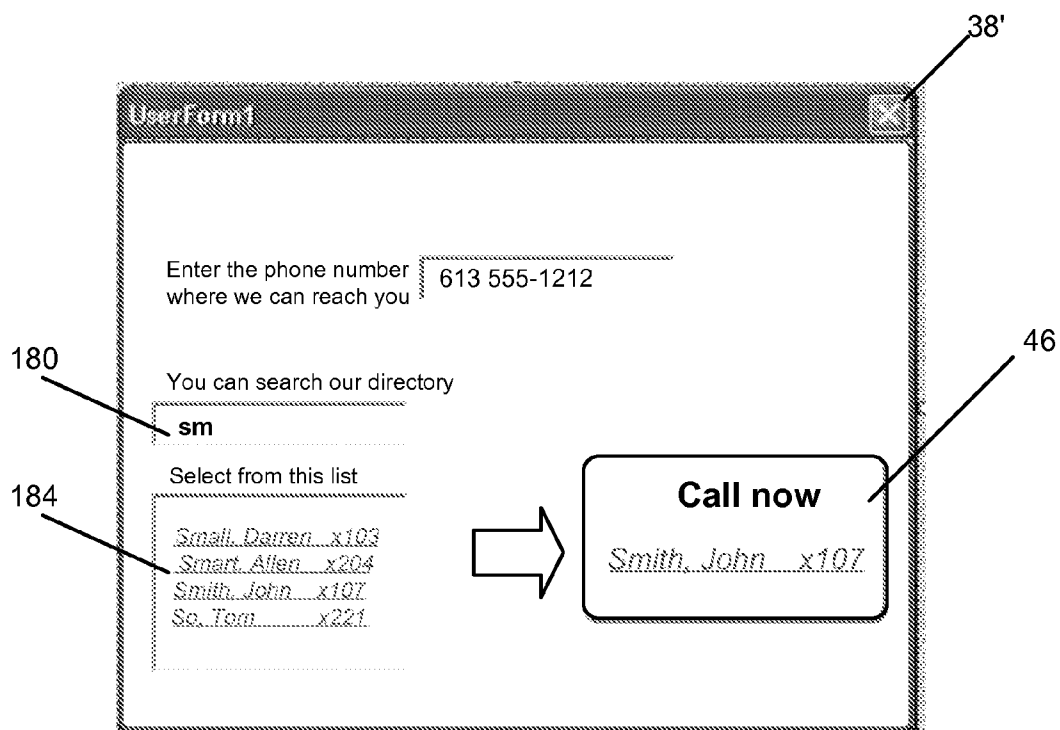 38'
UserForm1
Enter the phone number
where we can reach you
613 555-1212
180
You can search our directory
46
sm
184
Select from this list
Call now
Small, Darren x103
Smart, Allen x204
Smith, John x107
So, Tom x221
Smith, John x107